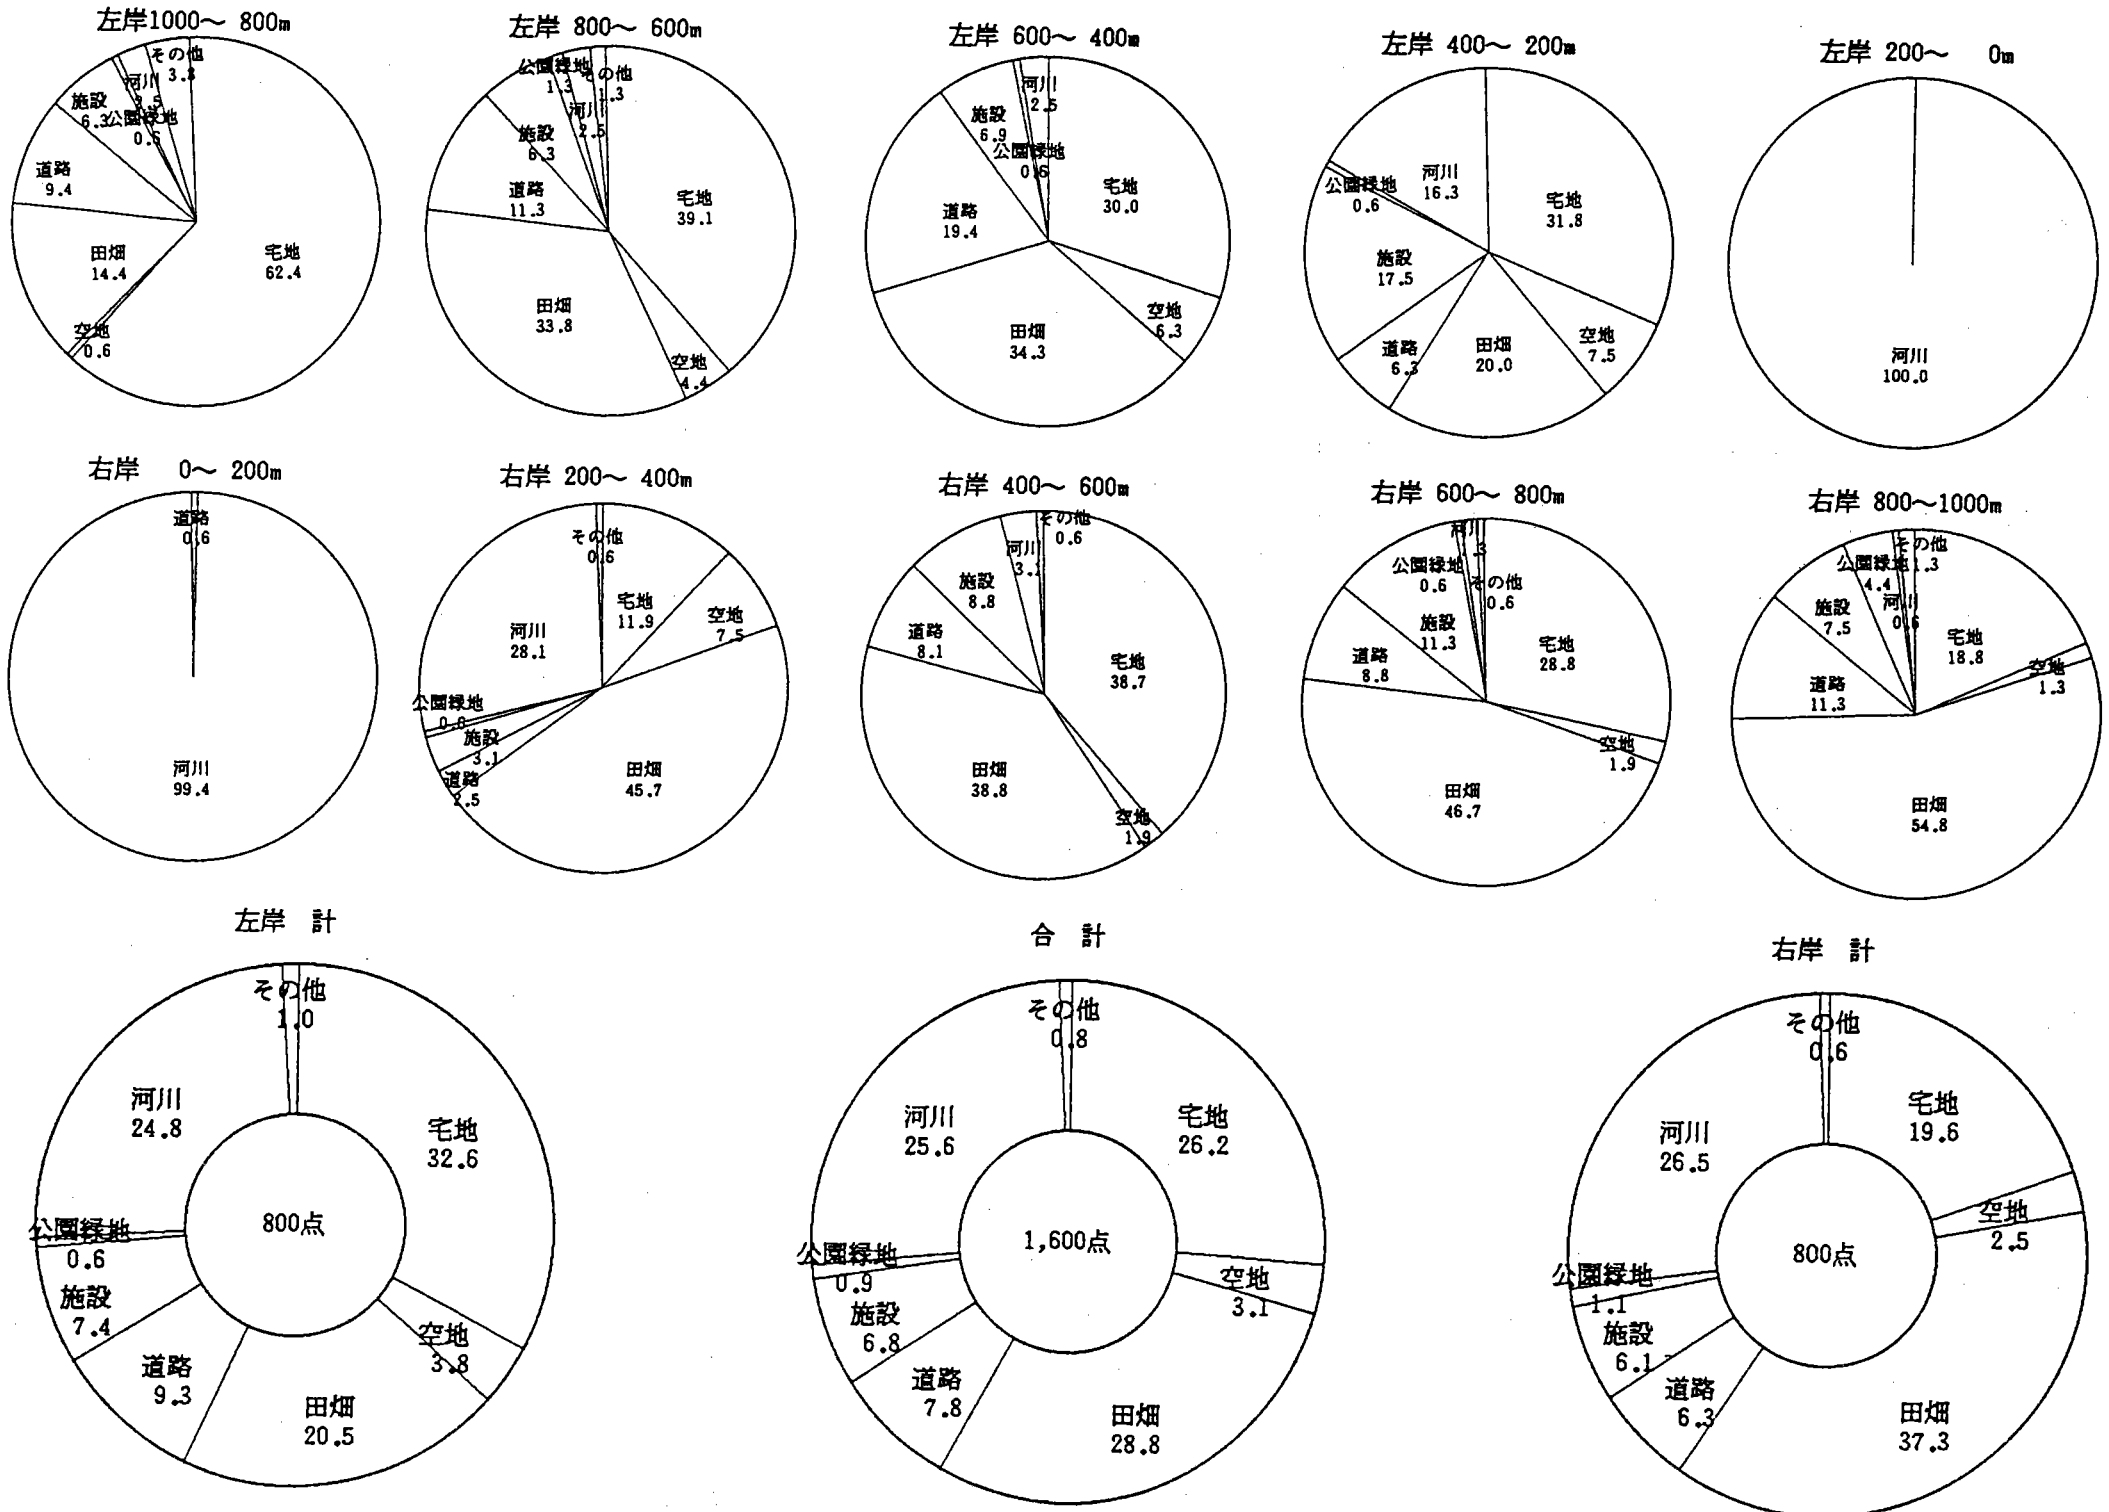 左岸1000～ 800m
その他
3.8
河川
2.5
施設
6.3
公園緑地
0.6
道路
9.4
田畑
14.4
宅地
62.4
空地
0.6
左岸 800～ 600m
公園緑地
1.3
その他
1.3
河川
2.5
施設
6.3
道路
11.3
宅地
39.1
田畑
33.8
空地
4.4
左岸 600～ 400m
河川
2.5
施設
6.9
公園緑地
0.6
宅地
30.0
道路
19.4
空地
6.3
田畑
34.3
左岸 400～ 200m
河川
16.3
公園緑地
0.6
宅地
31.8
施設
17.5
空地
7.5
道路
6.3
田畑
20.0
左岸 200～ 0m
河川
100.0
右岸 0～ 200m
道路
0.6
河川
99.4
右岸 200～ 400m
その他
0.6
宅地
11.9
空地
7.5
河川
28.1
公園緑地
0.6
施設
3.1
道路
2.5
田畑
45.7
右岸 400～ 600m
その他
0.6
河川
3.1
施設
8.8
道路
8.1
宅地
38.7
田畑
38.8
空地
1.9
右岸 600～ 800m
河川
公園緑地
0.6
その他
0.6
施設
11.3
道路
8.8
宅地
28.8
空地
1.9
田畑
46.7
右岸 800～1000m
その他
1.3
公園緑地
4.4
河川
0.6
施設
7.5
宅地
18.8
空地
1.3
道路
11.3
田畑
54.8
左岸 計
その他
1.0
河川
24.8
宅地
32.6
公園緑地
0.6
800点
施設
7.4
空地
3.8
道路
9.3
田畑
20.5
合 計
その他
0.8
河川
25.6
宅地
26.2
公園緑地
0.9
1,600点
空地
3.1
施設
6.8
道路
7.8
田畑
28.8
右岸 計
その他
0.6
河川
26.5
宅地
19.6
空地
2.5
公園緑地
1.1
800点
施設
6.1
道路
6.3
田畑
37.3